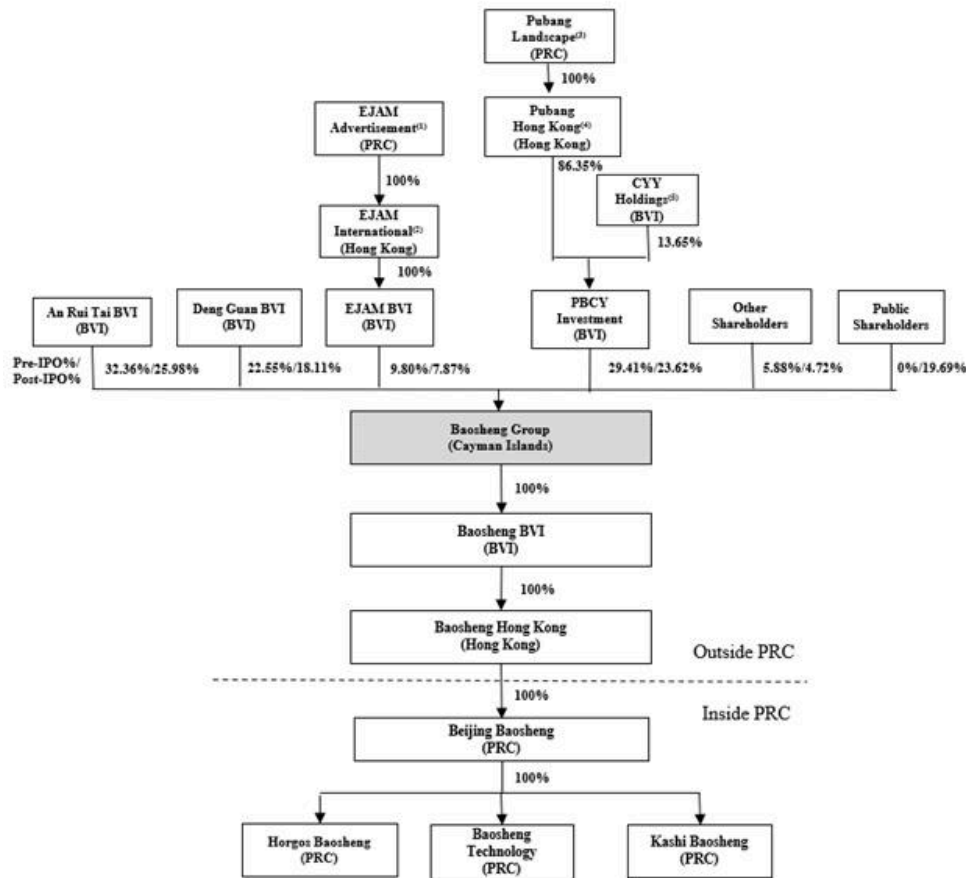 Pubang
Landscape(3)
(PRC)
100%
EJAM
Advertisement(1)
(PRC)
Pubang
Hong Kong(4)
(Hong Kong)
86.35%
100%
CYY
Holdings(5)
(BVI)
EJAM
International(2)
(Hong Kong)
13.65%
100%
An Rui Tai BVI
(BVI)
Deng Guan BVI
(BVI)
EJAM BVI
(BVI)
PBCY
Investment
(BVI)
Other
Shareholders
Public
Shareholders
Pre-IPO%/
Post-IPO%
32.36%/25.98%
22.55%/18.11%
9.80%/7.87%
29.41%/23.62%
5.88%/4.72%
0%/19.69%
Baosheng Group
(Cayman Islands)
100%
Baosheng BVI
(BVI)
100%
Baosheng Hong Kong
(Hong Kong)
Outside PRC
100%
Inside PRC
Beijing Baosheng
(PRC)
100%
Horgos Baosheng
(PRC)
Baosheng
Technology
(PRC)
Kashi Baosheng
(PRC)